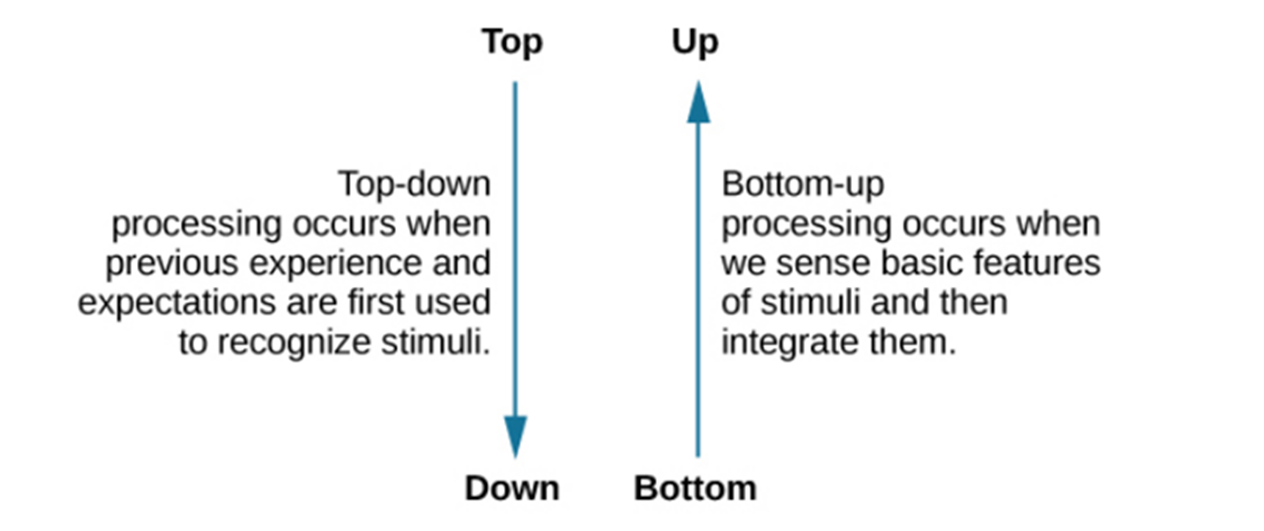 Top
Top-down
processing occurs when
previous experience and
expectations are first used
to recognize stimuli.
Down
Up
Bottom-up
processing occurs when
we sense basic features
of stimuli and then
integrate them.
Bottom